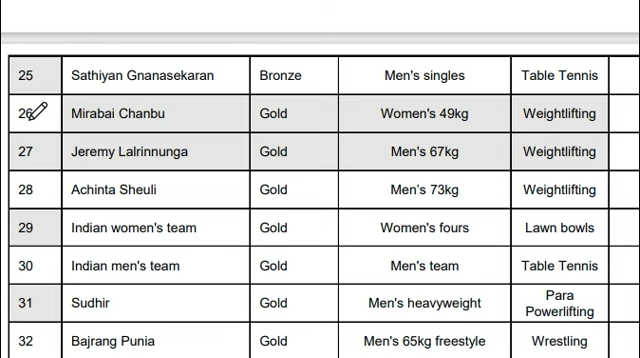 25 Sathiyan Gnanasekaran Bronze Men's singles Table Tennis
26 Mirabai Chanbu Gold Women's 49kg Weightlifting
27 Jeremy Lalrinnunga Gold Men's 67kg Weightlifting
28 Achinta Sheuli Gold Men's 73kg Weightlifting
29 Indian women's team Gold Women's fours Lawn bowls
30 Indian men's team Gold Men's team Table Tennis
31 Sudhir Gold Men's heavyweight Para
Powerlifting
32 Bajrang Punia Gold Men's 65kg freestyle Wrestling